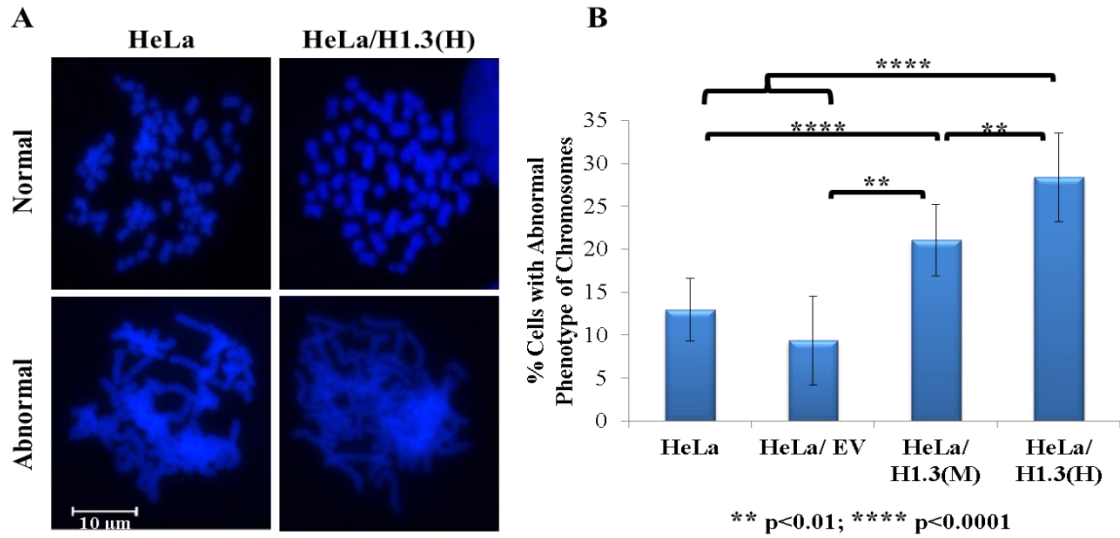 A
HeLa
HeLa/H1.3(H)
Normal
Abnormal
10 μm
B
****
****
**
**
% Cells with Abnormal
Phenotype of Chromosomes
35
30
25
20
15
10
5
0
HeLa
HeLa/ EV
HeLa/
H1.3(M)
HeLa/
H1.3(H)
** p<0.01; **** p<0.0001